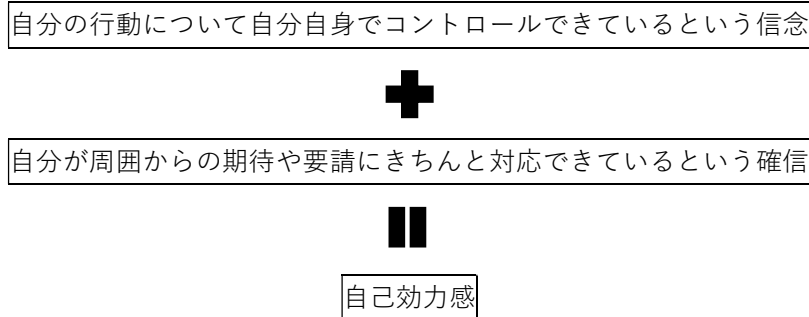 自分の行動について自分自身でコントロールできているという信念
自分が周囲からの期待や要請にきちんと対応できているという確信
自己効力感